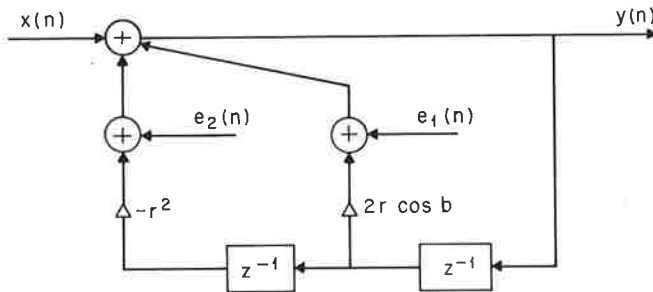 x(n) y(n)
+
+ e₂(n) + e₁(n)
-r² 2r cos b
z⁻¹ z⁻¹